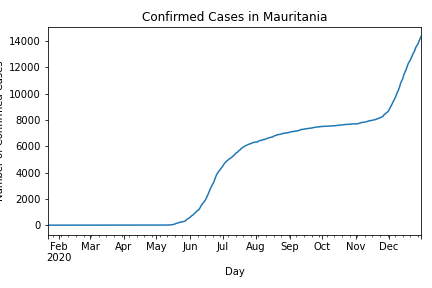 Confirmed Cases in Mauritania
Number of Confirmed Cases
14000
12000
10000
8000
6000
4000
2000
0
Feb Mar Apr May Jun Jul Aug Sep Oct Nov Dec
2020
Day